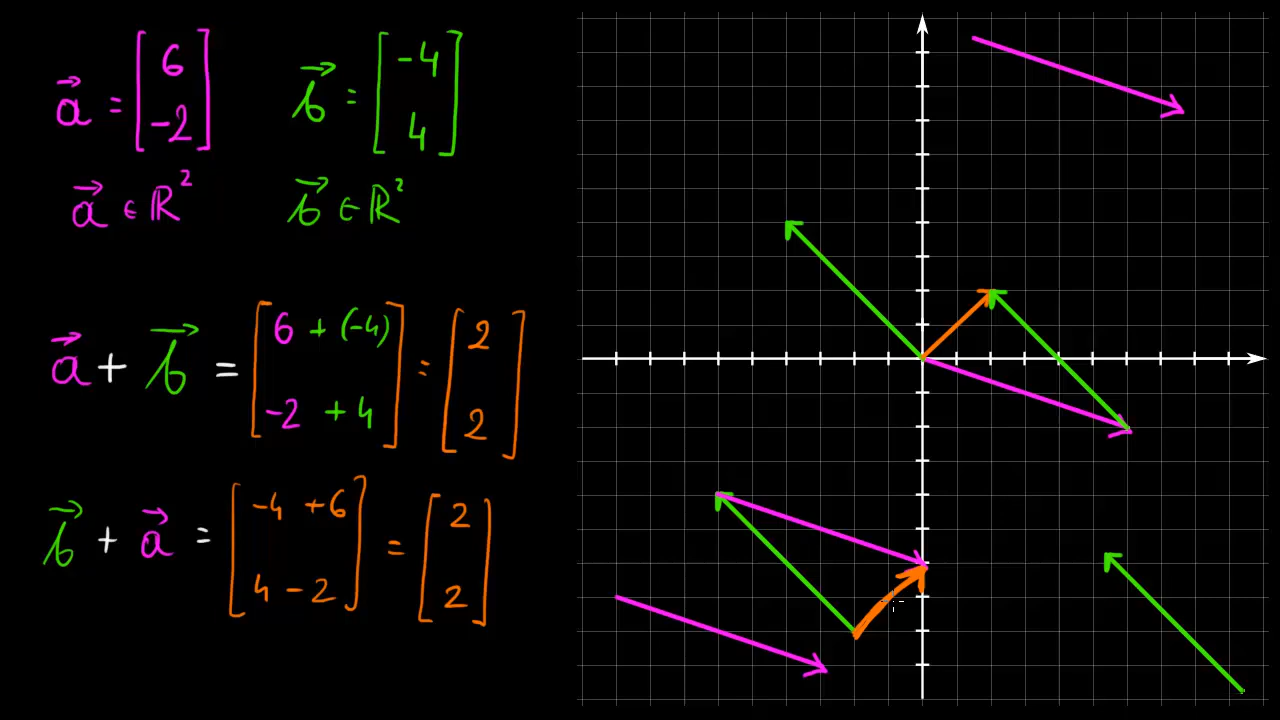 a⃗ = [6 -2]
b⃗ = [-4 4]
a⃗ ∈ ℝ²
b⃗ ∈ ℝ²
a⃗ + b⃗ = [6 + (-4) -2 + 4] = [2 2]
b⃗ + a⃗ = [-4 + 6 4 - 2] = [2 2]